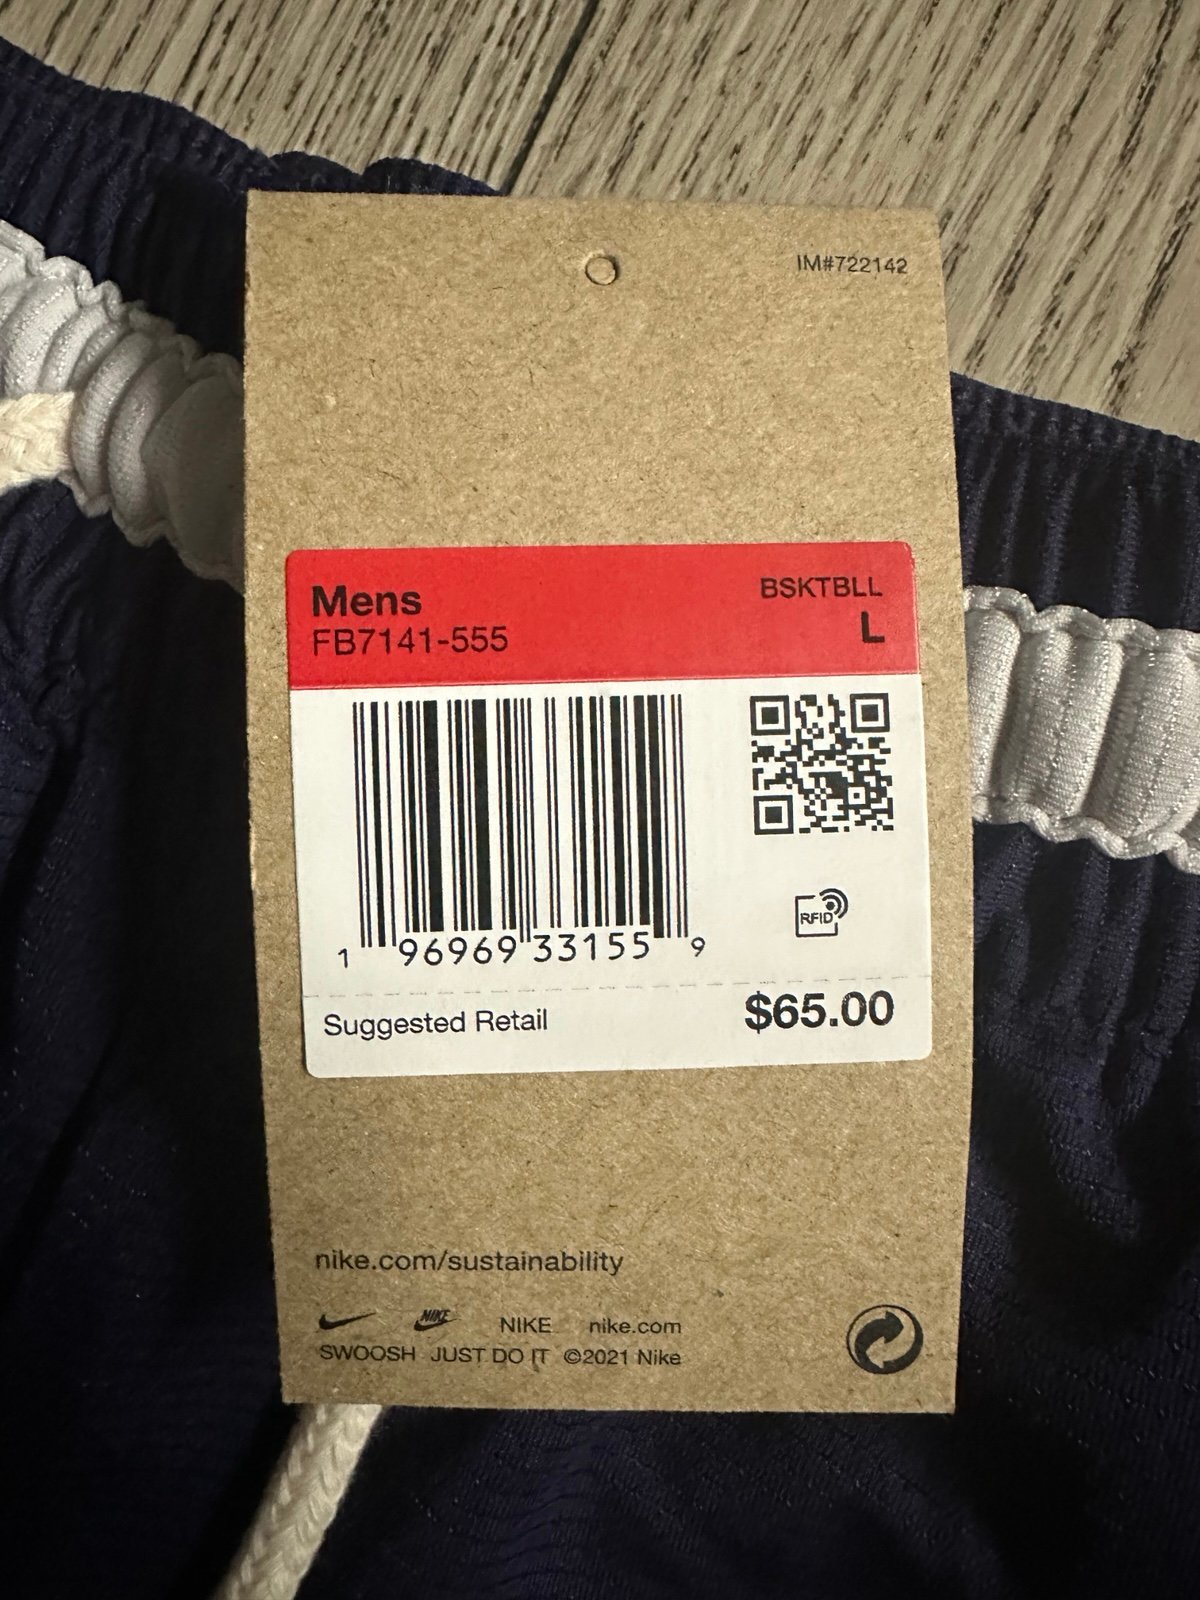 IM#722142
Mens
BSKTBLL
FB7141-555
L
1 96969 33155 9
RFID
Suggested Retail
$65.00
nike.com/sustainability
NIKE NIKE nike.com
SWOOSH JUST DO IT ©2021 Nike